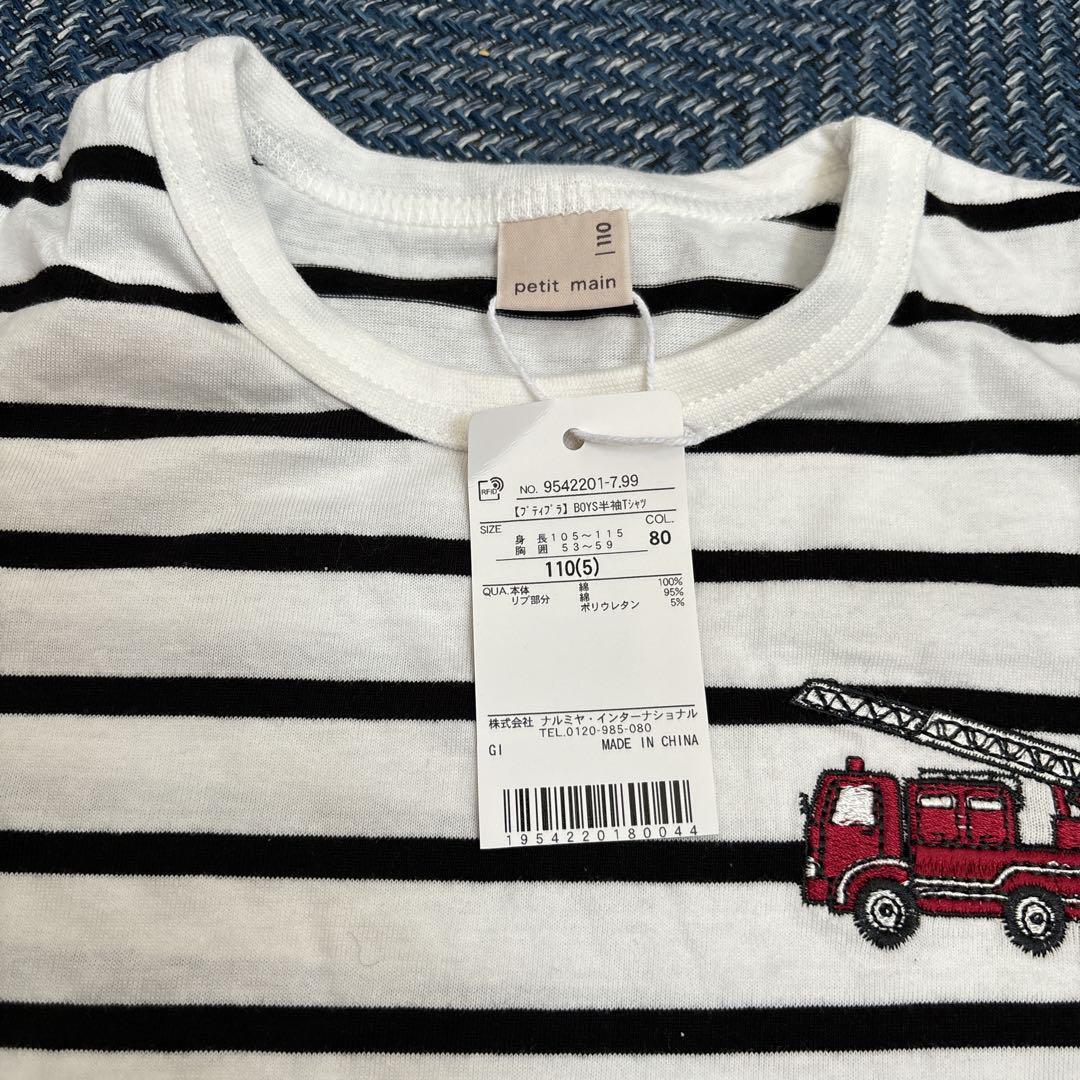 110
petit main
RFID
NO. 9542201-7.99
【プティプラ】BOYS半袖Tシャツ
SIZE
COL.
身 長 105～115
胸 囲 53～59
80
110(5)
QUA. 本体 綿 100%
リブ部分 綿 95%
ポリウレタン 5%
株式会社 ナルミヤ・インターナショナル
TEL.0120-985-080
GI MADE IN CHINA
1954220180044